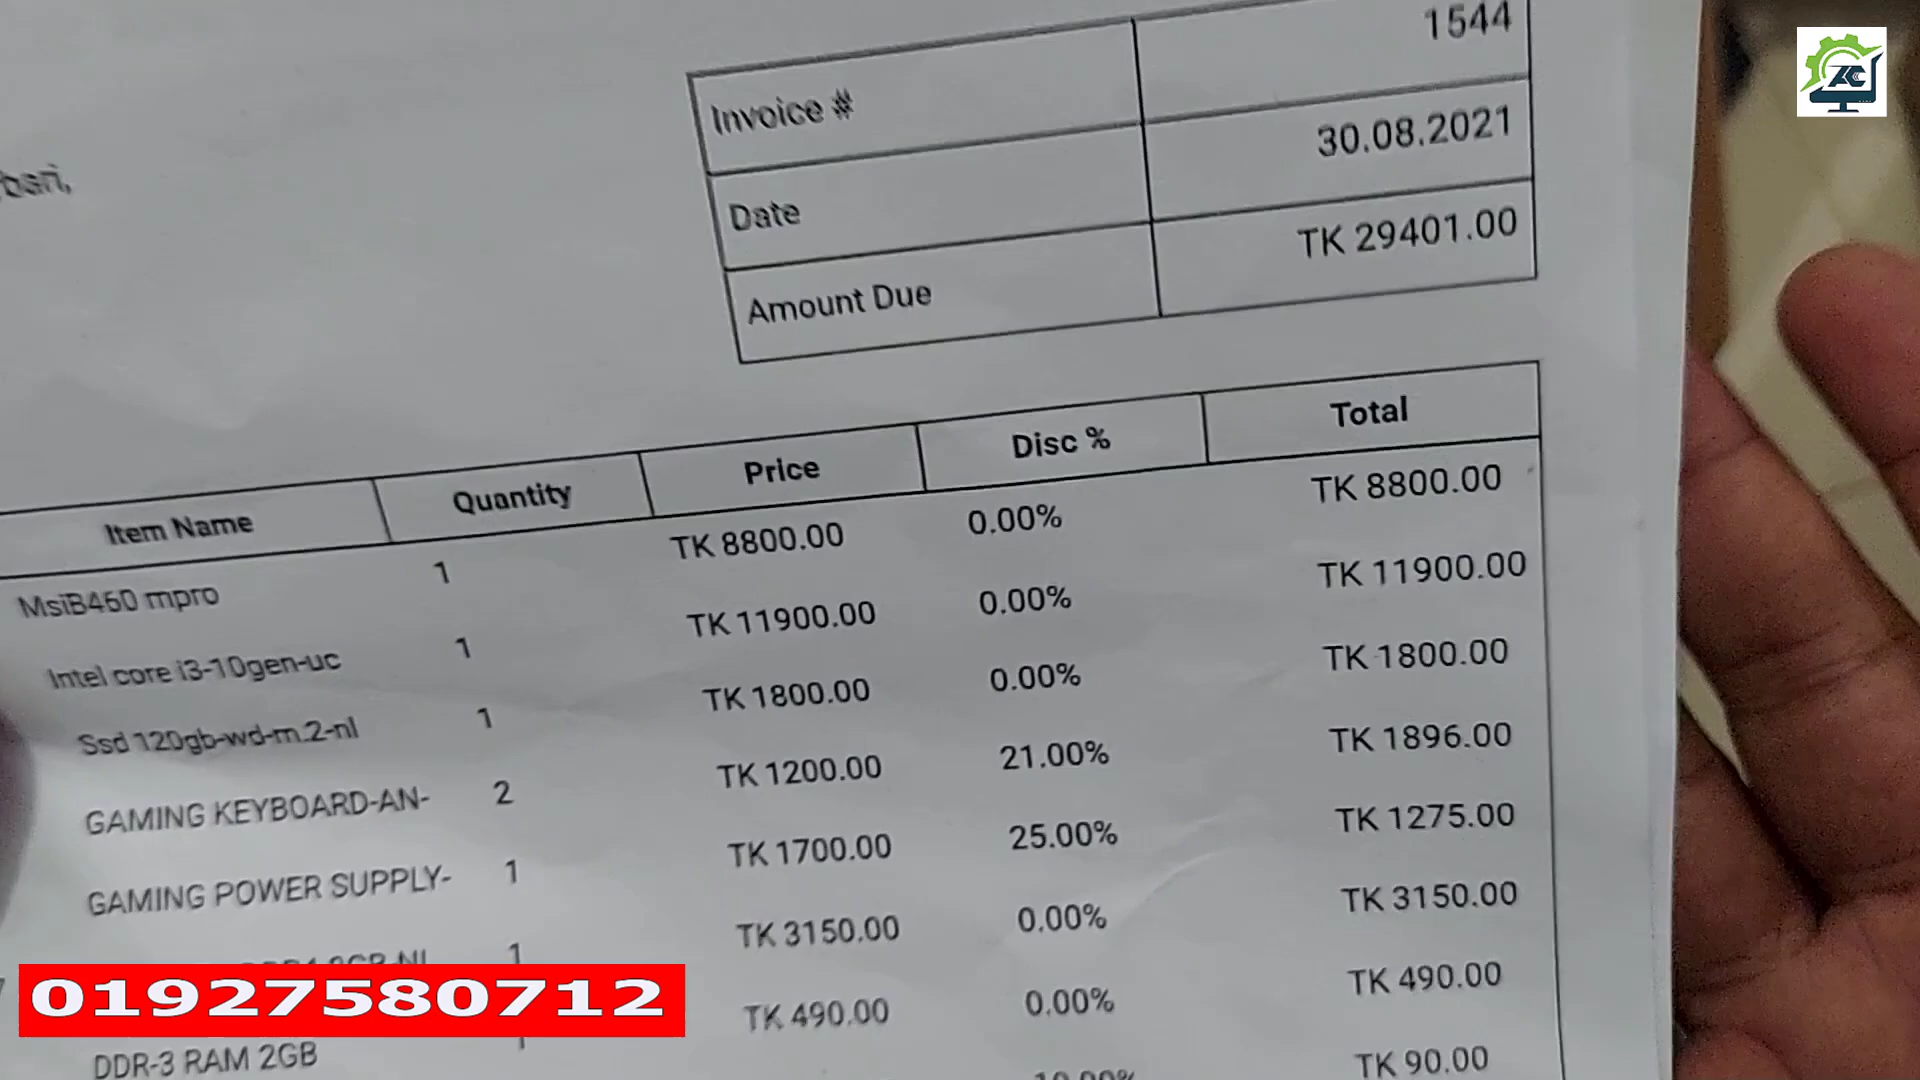 Invoice # 1544
Date 30.08.2021
Amount Due TK 29401.00
Item Name Quantity Price Disc % Total
MsiB460 mpro 1 TK 8800.00 0.00% TK 8800.00
Intel core i3-10gen-uc 1 TK 11900.00 0.00% TK 11900.00
Ssd 120gb-wd-m.2-nl 1 TK 1800.00 0.00% TK 1800.00
GAMING KEYBOARD-AN- 2 TK 1200.00 21.00% TK 1896.00
GAMING POWER SUPPLY- 1 TK 1700.00 25.00% TK 1275.00
1 TK 3150.00 0.00% TK 3150.00
DDR-3 RAM 2GB TK 490.00 0.00% TK 490.00
TK 90.00
01927580712